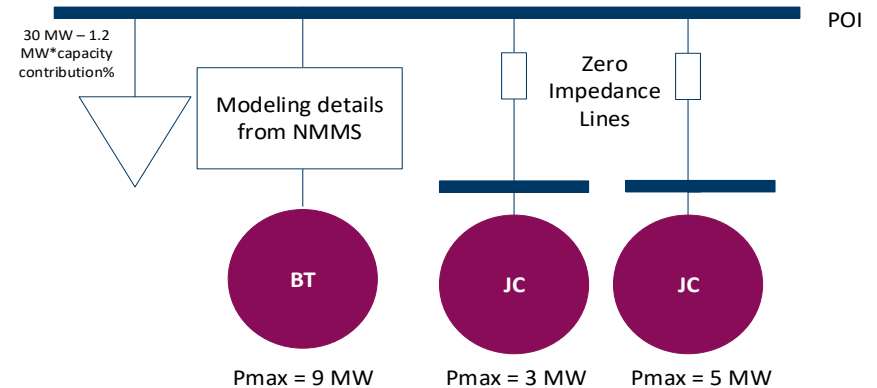 POI
30 MW – 1.2
MW*capacity
contribution%
Modeling details
from NMMS
Zero
Impedance
Lines
BT
JC
JC
Pmax = 9 MW
Pmax = 3 MW
Pmax = 5 MW